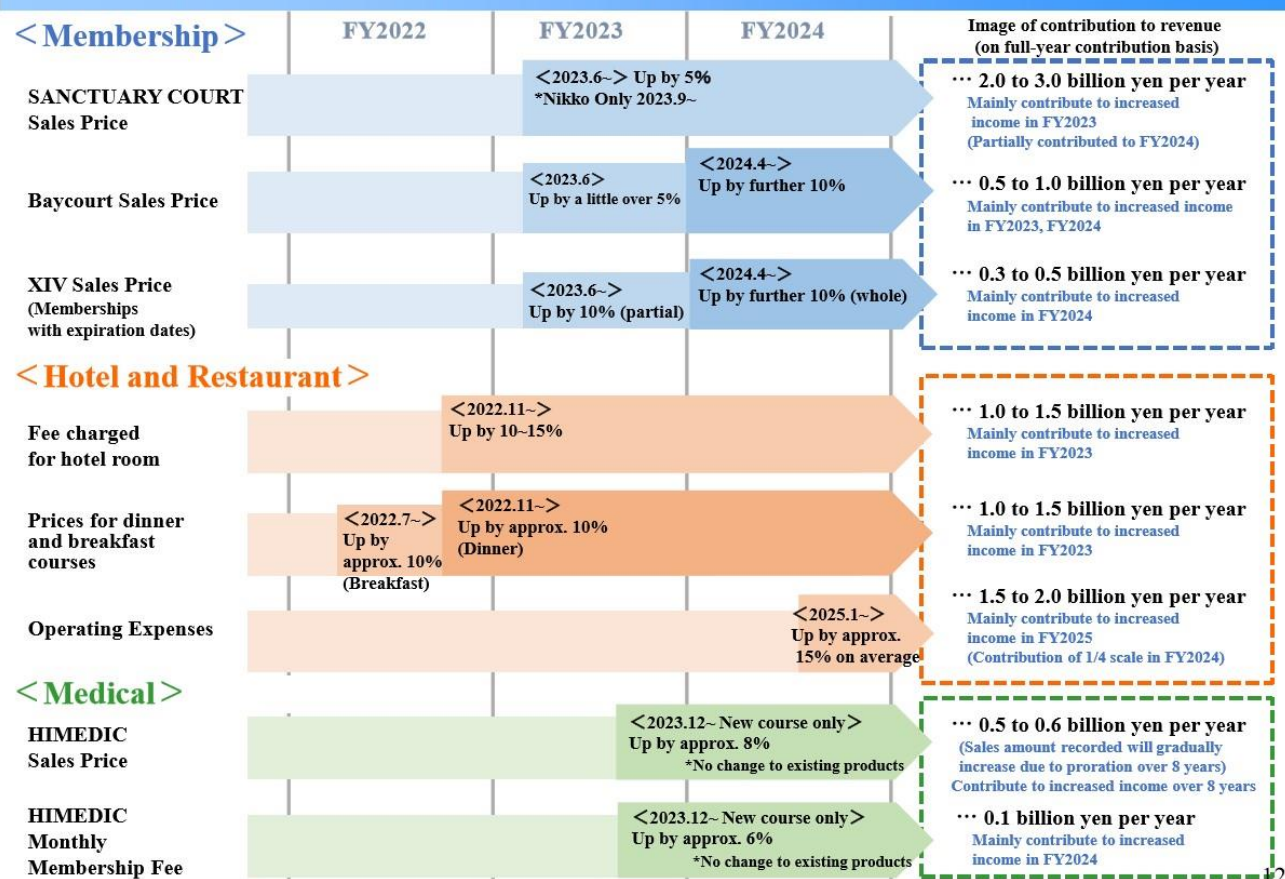 ＜Membership＞
FY2022
FY2023
FY2024
Image of contribution to revenue
(on full-year contribution basis)
SANCTUARY COURT
Sales Price
＜2023.6~＞ Up by 5%
*Nikko Only 2023.9~
… 2.0 to 3.0 billion yen per year
Mainly contribute to increased
income in FY2023
(Partially contributed to FY2024)
Baycourt Sales Price
＜2023.6＞
Up by a little over 5%
＜2024.4~＞
Up by further 10%
… 0.5 to 1.0 billion yen per year
Mainly contribute to increased income
in FY2023, FY2024
XIV Sales Price
(Memberships
with expiration dates)
＜2023.6~＞
Up by 10% (partial)
＜2024.4~＞
Up by further 10% (whole)
… 0.3 to 0.5 billion yen per year
Mainly contribute to increased
income in FY2024
＜Hotel and Restaurant＞
Fee charged
for hotel room
＜2022.11~＞
Up by 10~15%
… 1.0 to 1.5 billion yen per year
Mainly contribute to increased
income in FY2023
Prices for dinner
and breakfast
courses
＜2022.7~＞
Up by
approx. 10%
(Breakfast)
＜2022.11~＞
Up by approx. 10%
(Dinner)
… 1.0 to 1.5 billion yen per year
Mainly contribute to increased
income in FY2023
Operating Expenses
＜2025.1~＞
Up by approx.
15% on average
… 1.5 to 2.0 billion yen per year
Mainly contribute to increased
income in FY2025
(Contribution of 1/4 scale in FY2024)
＜Medical＞
HIMEDIC
Sales Price
＜2023.12~ New course only＞
Up by approx. 8%
*No change to existing products
… 0.5 to 0.6 billion yen per year
(Sales amount recorded will gradually
increase due to proration over 8 years)
Contribute to increased income over 8 years
HIMEDIC
Monthly
Membership Fee
＜2023.12~ New course only＞
Up by approx. 6%
*No change to existing products
… 0.1 billion yen per year
Mainly contribute to increased
income in FY2024
12